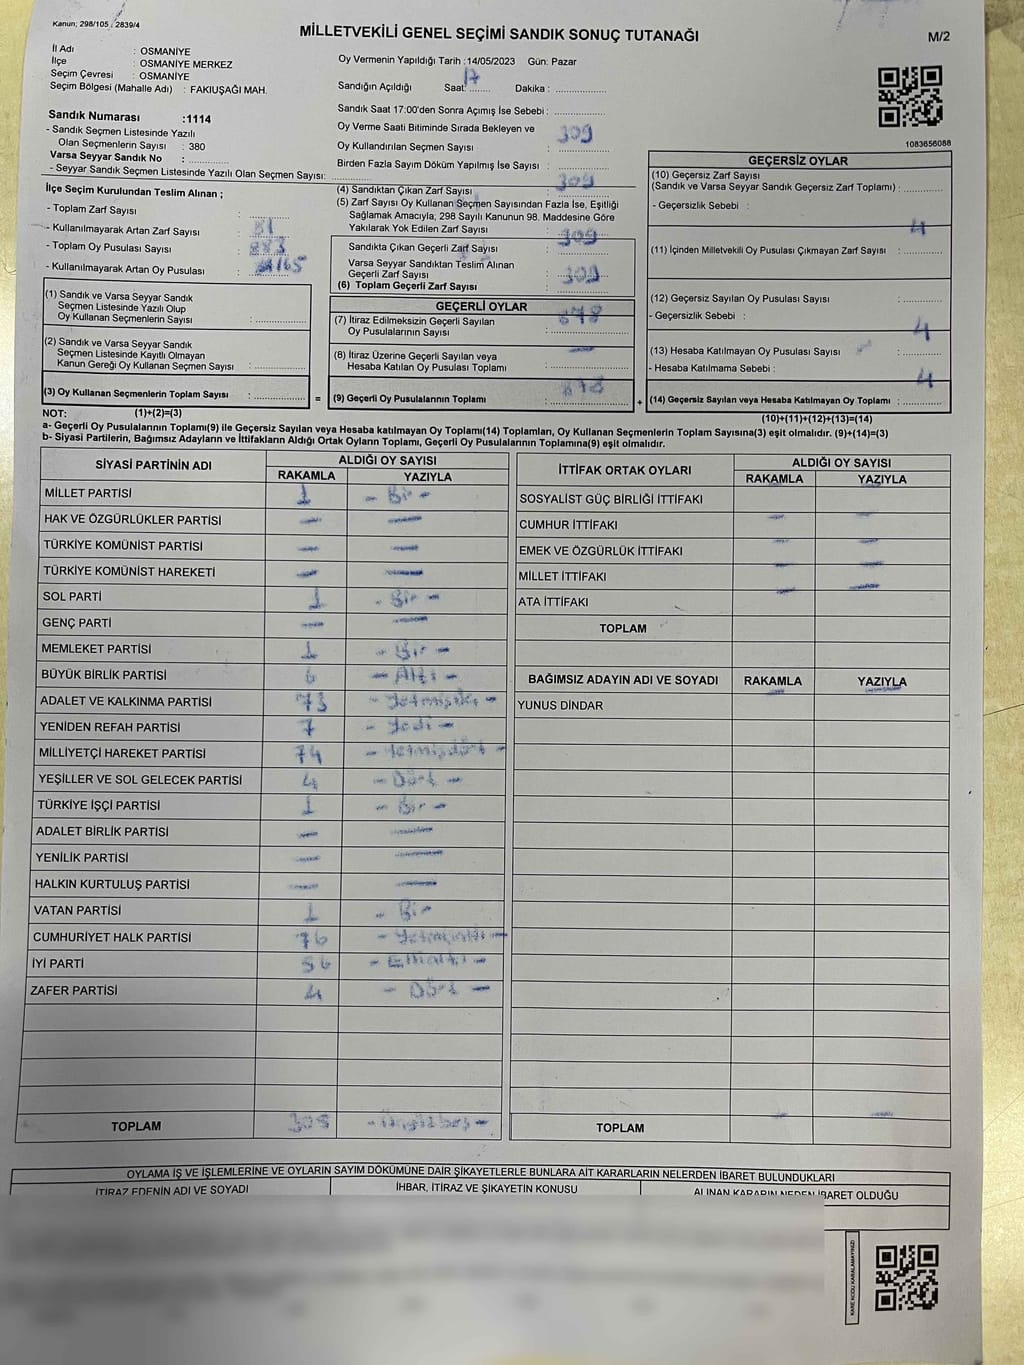 Kanun; 298/105 ; 2839/4
MİLLETVEKİLİ GENEL SEÇİMİ SANDIK SONUÇ TUTANAĞI
M/2
İl Adı : OSMANİYE
İlçe : OSMANİYE MERKEZ
Seçim Çevresi : OSMANİYE
Seçim Bölgesi (Mahalle Adı) : FAKIUŞAĞI MAH.
Sandık Numarası :1114
- Sandık Seçmen Listesinde Yazılı
Olan Seçmenlerin Sayısı : 380
Varsa Seyyar Sandık No :
- Seyyar Sandık Seçmen Listesinde Yazılı Olan Seçmen Sayısı:
İlçe Seçim Kurulundan Teslim Alınan ;
- Toplam Zarf Sayısı :
- Kullanılmayarak Artan Zarf Sayısı : 81
- Toplam Oy Pusulası Sayısı : 883
- Kullanılmayarak Artan Oy Pusulası : 165
(1) Sandık ve Varsa Seyyar Sandık
Seçmen Listesinde Yazılı Olup
Oy Kullanan Seçmenlerin Sayısı :
(2) Sandık ve Varsa Seyyar Sandık
Seçmen Listesinde Kayıtlı Olmayan
Kanun Gereği Oy Kullanan Seçmen Sayısı :
(3) Oy Kullanan Seçmenlerin Toplam Sayısı : =
(1)+(2)=(3)
Oy Vermenin Yapıldığı Tarih :14/05/2023 Gün: Pazar
Sandığın Açıldığı Saat: 17 Dakika :
Sandık Saat 17:00'den Sonra Açımış İse Sebebi :
Oy Verme Saati Bitiminde Sırada Bekleyen ve
Oy Kullandırılan Seçmen Sayısı : 309
Birden Fazla Sayım Döküm Yapılmış İse Sayısı :
(4) Sandıktan Çıkan Zarf Sayısı : 309
(5) Zarf Sayısı Oy Kullanan Seçmen Sayısından Fazla İse, Eşitliği
Sağlamak Amacıyla, 298 Sayılı Kanunun 98. Maddesine Göre
Yakılarak Yok Edilen Zarf Sayısı :
Sandıkta Çıkan Geçerli Zarf Sayısı : 309
Varsa Seyyar Sandıktan Teslim Alınan
Geçerli Zarf Sayısı :
(6) Toplam Geçerli Zarf Sayısı : 309
GEÇERLİ OYLAR
(7) İtiraz Edilmeksizin Geçerli Sayılan
Oy Pusulalarının Sayısı :
(8) İtiraz Üzerine Geçerli Sayılan veya
Hesaba Katılan Oy Pusulası Toplamı : —
(9) Geçerli Oy Pusulalarının Toplamı : +
1083656088
GEÇERSİZ OYLAR
(10) Geçersiz Zarf Sayısı
(Sandık ve Varsa Seyyar Sandık Geçersiz Zarf Toplamı) :
- Geçersizlik Sebebi :
4
(11) İçinden Milletvekili Oy Pusulası Çıkmayan Zarf Sayısı :
(12) Geçersiz Sayılan Oy Pusulası Sayısı :
- Geçersizlik Sebebi : 4
(13) Hesaba Katılmayan Oy Pusulası Sayısı :
- Hesaba Katılmama Sebebi : 4
(14) Geçersiz Sayılan veya Hesaba Katılmayan Oy Toplamı :
(10)+(11)+(12)+(13)=(14)
NOT:
a- Geçerli Oy Pusulalarının Toplamı(9) ile Geçersiz Sayılan veya Hesaba katılmayan Oy Toplamı(14) Toplamları, Oy Kullanan Seçmenlerin Toplam Sayısına(3) eşit olmalıdır. (9)+(14)=(3)
b- Siyasi Partilerin, Bağımsız Adayların ve İttifakların Aldığı Ortak Oyların Toplamı, Geçerli Oy Pusulalarının Toplamına(9) eşit olmalıdır.
SİYASİ PARTİNİN ADI ALDIĞI OY SAYISI
RAKAMLA YAZIYLA
MİLLET PARTİSİ 1 - Bir -
HAK VE ÖZGÜRLÜKLER PARTİSİ — —
TÜRKİYE KOMÜNİST PARTİSİ — —
TÜRKİYE KOMÜNİST HAREKETİ — —
SOL PARTİ 1 - Bir -
GENÇ PARTİ — —
MEMLEKET PARTİSİ 1 - Bir -
BÜYÜK BİRLİK PARTİSİ 6 - Altı -
ADALET VE KALKINMA PARTİSİ 73
YENİDEN REFAH PARTİSİ 7 - Yedi -
MİLLİYETÇİ HAREKET PARTİSİ 74 - Yetmişdört -
YEŞİLLER VE SOL GELECEK PARTİSİ 4 - Dört -
TÜRKİYE İŞÇİ PARTİSİ 1 - Bir -
ADALET BİRLİK PARTİSİ — —
YENİLİK PARTİSİ — —
HALKIN KURTULUŞ PARTİSİ — —
VATAN PARTİSİ 1 - Bir -
CUMHURİYET HALK PARTİSİ 76 - Yetmişaltı -
İYİ PARTİ 56 - Ellialtı -
ZAFER PARTİSİ 4 - Dört -
TOPLAM 305 - Üçyüzbeş -
İTTİFAK ORTAK OYLARI ALDIĞI OY SAYISI
RAKAMLA YAZIYLA
SOSYALİST GÜÇ BİRLİĞİ İTTİFAKI
CUMHUR İTTİFAKI — —
EMEK VE ÖZGÜRLÜK İTTİFAKI — —
MİLLET İTTİFAKI — —
ATA İTTİFAKI — —
TOPLAM
BAĞIMSIZ ADAYIN ADI VE SOYADI RAKAMLA YAZIYLA
YUNUS DİNDAR
TOPLAM — —
OYLAMA İŞ VE İŞLEMLERİNE VE OYLARIN SAYIM DÖKÜMÜNE DAİR ŞİKAYETLERLE BUNLARA AİT KARARLARIN NELERDEN İBARET BULUNDUKLARI
İTİRAZ EDENİN ADI VE SOYADI İHBAR, İTİRAZ VE ŞİKAYETİN KONUSU ALINAN KARARIN NEDEN İBARET OLDUĞU
KARE KODU KARALAMAYINIZ!